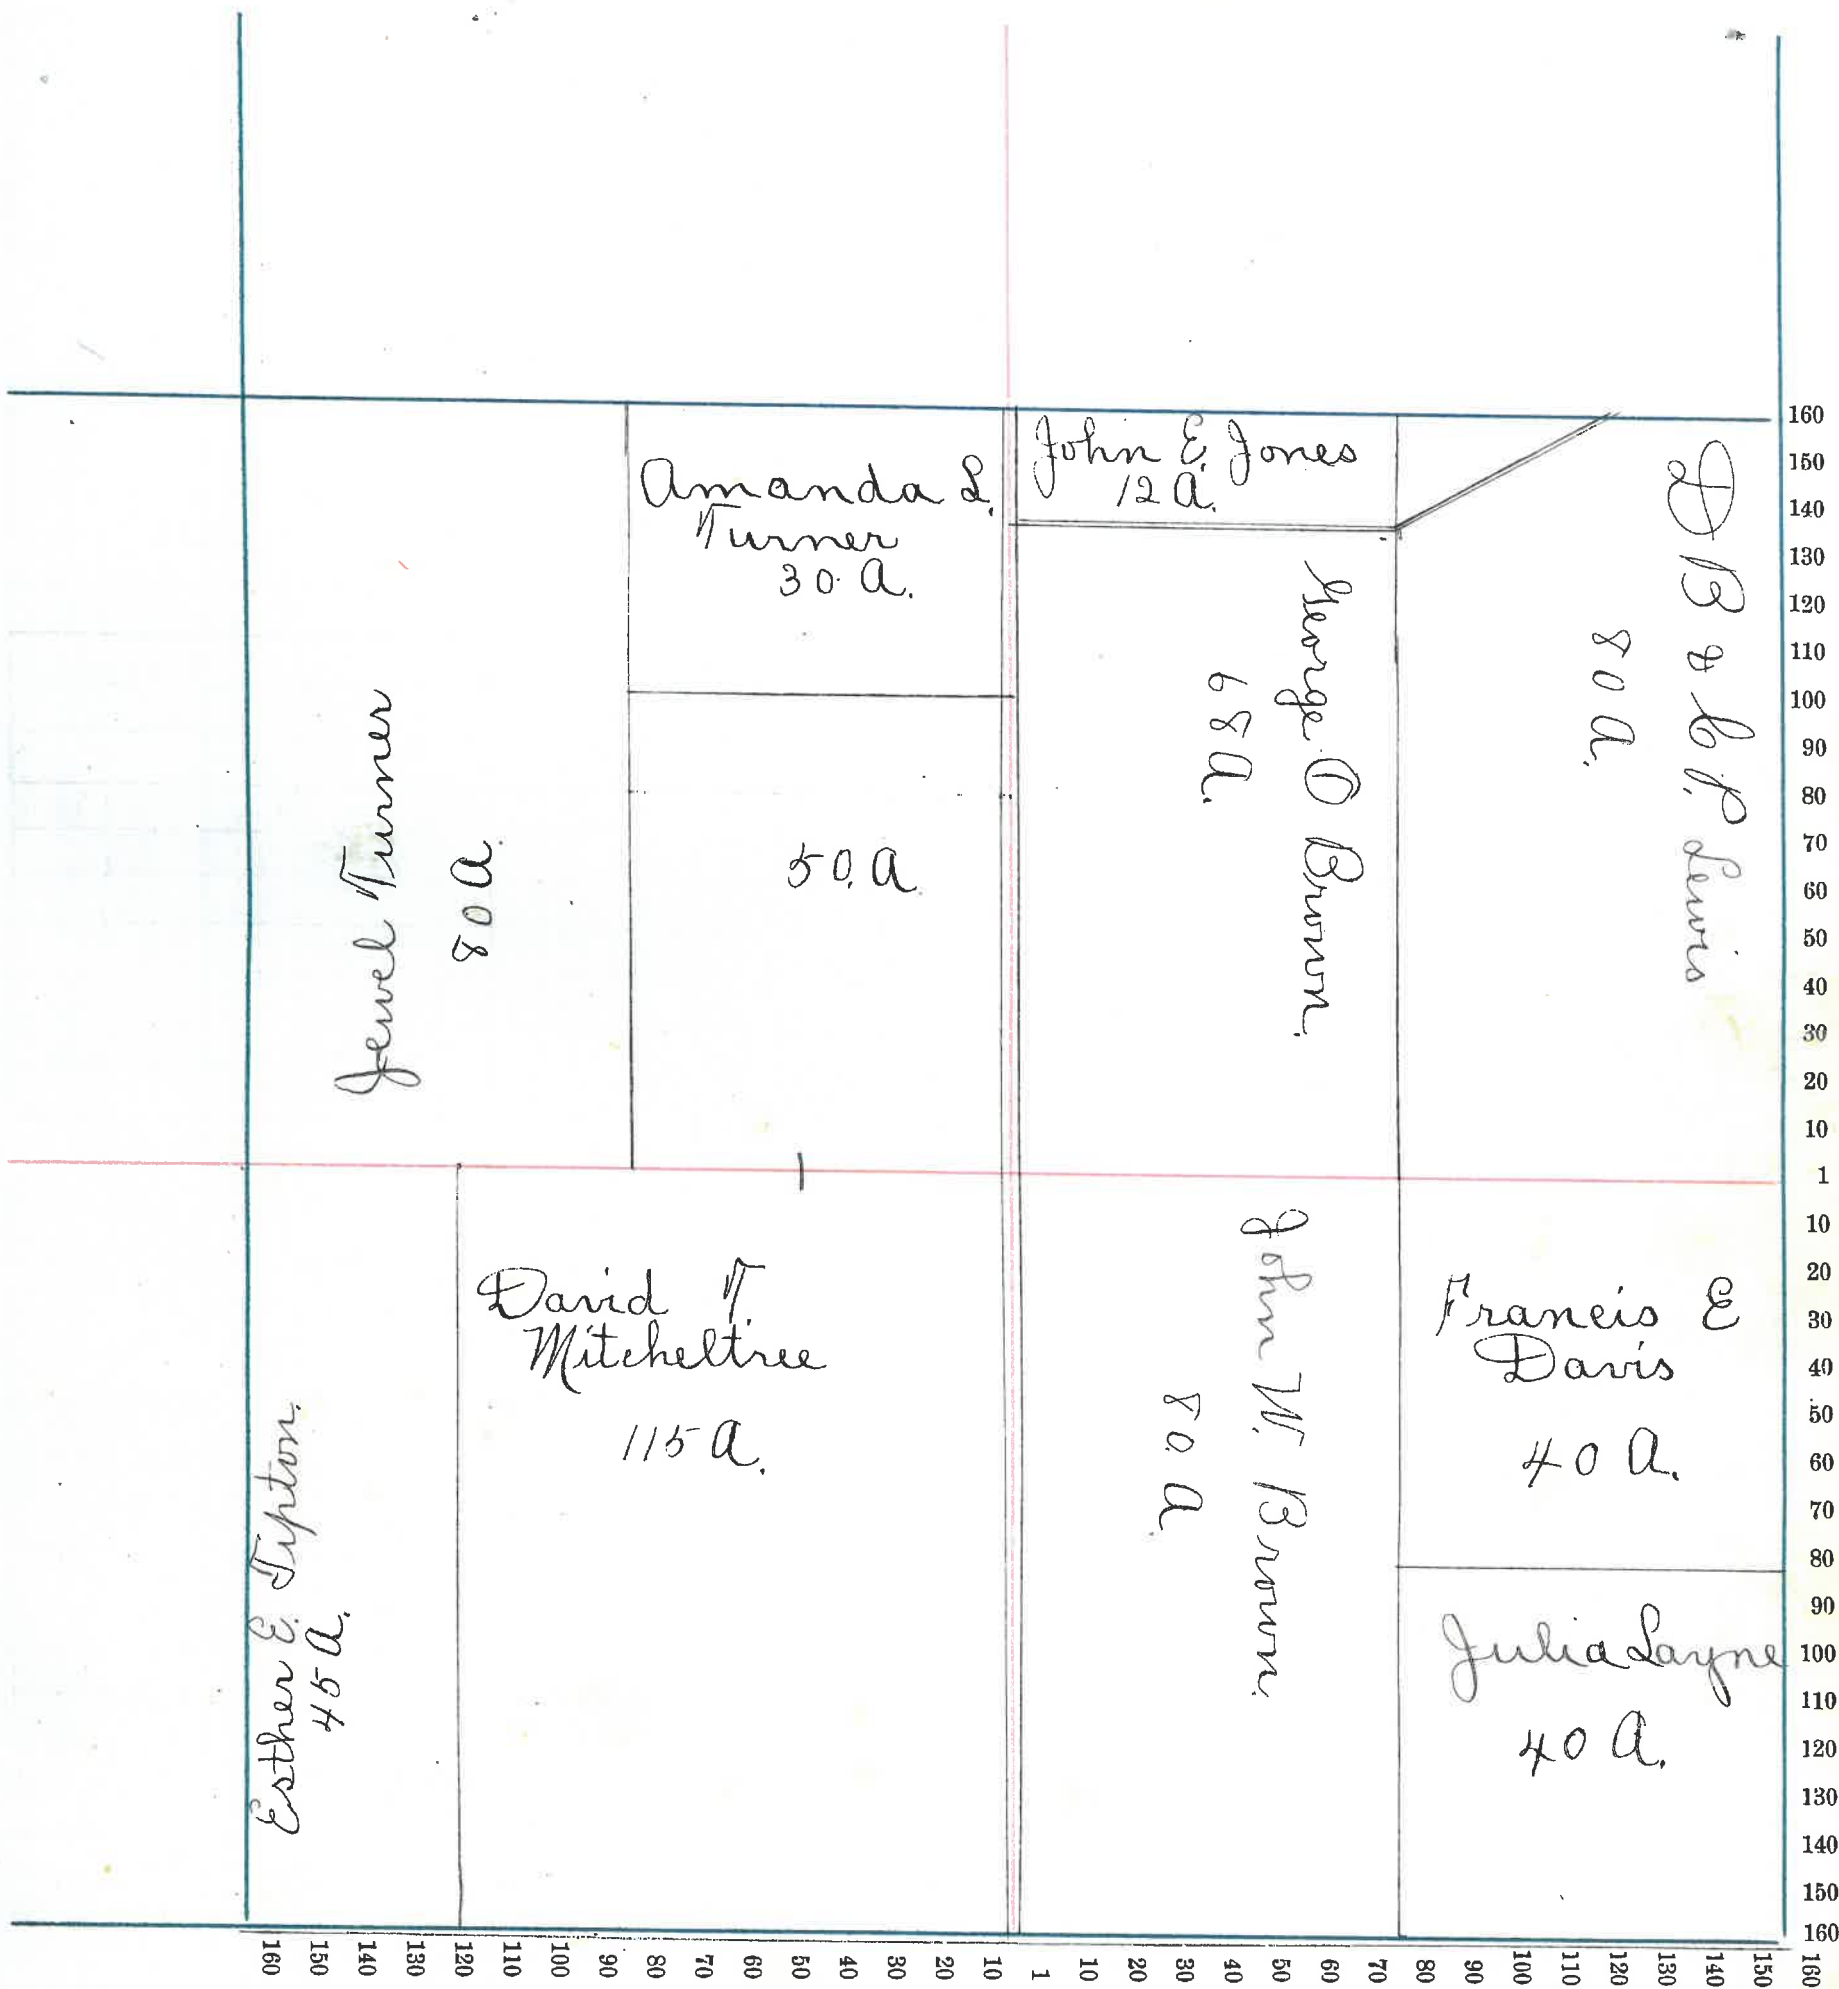 Amanda L.
Turner
30. A.
John E. Jones
12 A.
D B & C. P. Lewis
80 A.
George O Brown.
68 A.
Jewel Turner
80 A.
50. A.
David T
Mitcheltree
115 A.
John W. Brown.
80 A.
Francis E
Davis
40 A.
Esther E. Tipton.
45 A.
Julia Layne
40 A.
160
150
140
130
120
110
100
90
80
70
60
50
40
30
20
10
1
10
20
30
40
50
60
70
80
90
100
110
120
130
140
150
160
160 150 140 130 120 110 100 90 80 70 60 50 40 30 20 10 1 10 20 30 40 50 60 70 80 90 100 110 120 130 140 150 160